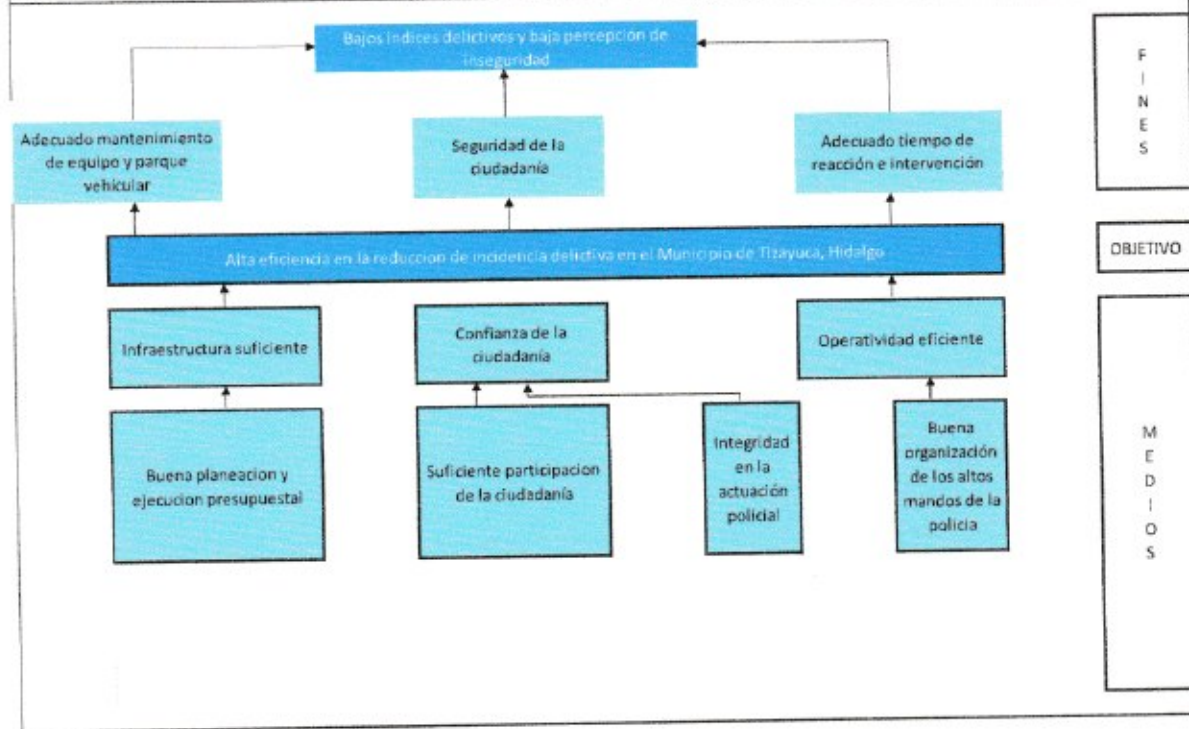 Bajos indices delictivos y baja percepcion de
inseguridad
Adecuado mantenimiento
de equipo y parque
vehicular
Seguridad de la
ciudadanía
Adecuado tiempo de
reacción e intervención
F
I
N
E
S
Alta eficiencia en la reduccion de incidencia delictiva en el Municipio de Tizayuca, Hidalgo
OBJETIVO
Infraestructura suficiente
Confianza de la
ciudadanía
Operatividad eficiente
Buena planeacion y
ejecucion presupuestal
Suficiente participacion
de la ciudadanía
Integridad
en la
actuación
policial
Buena
organización
de los altos
mandos de la
policia
M
E
D
I
O
S